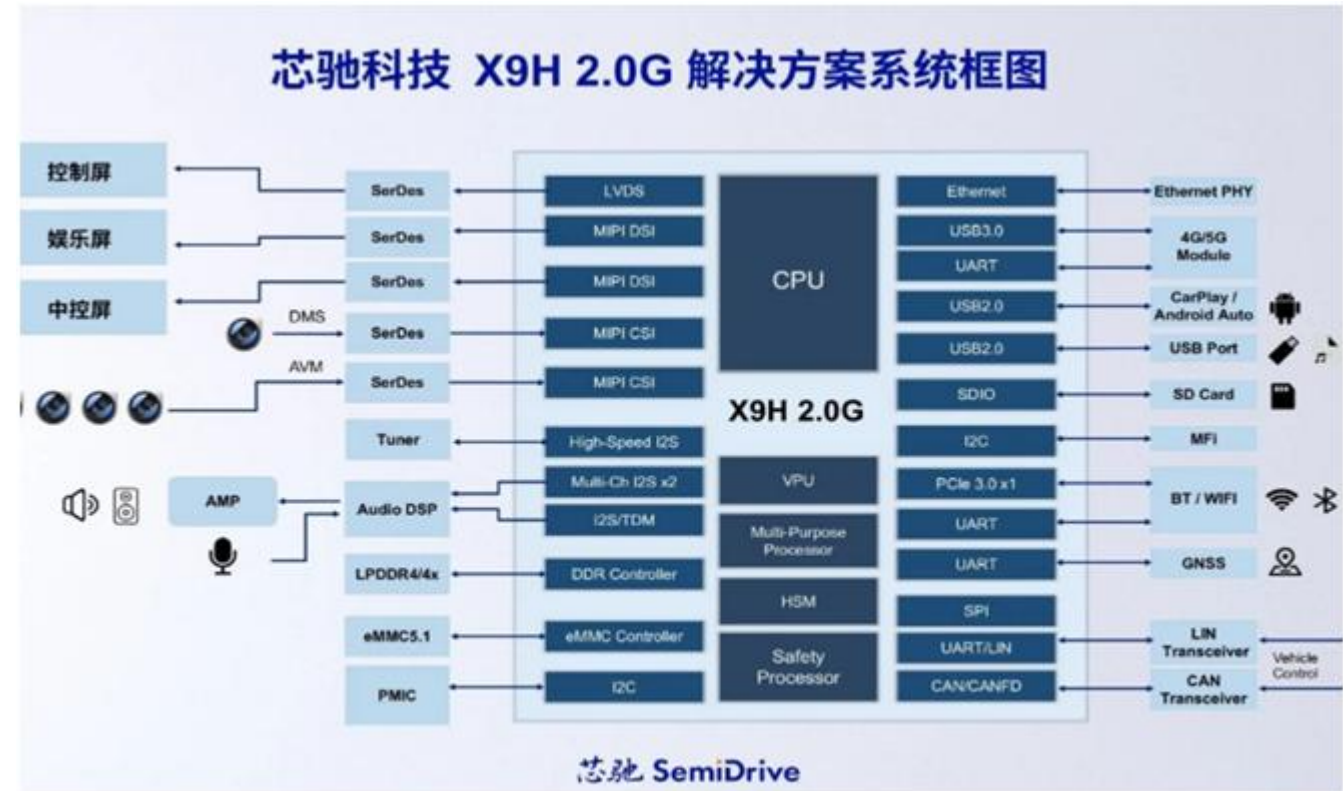 芯驰科技 X9H 2.0G 解决方案系统框图
控制屏
娱乐屏
中控屏
DMS
AVM
AMP
SerDes
SerDes
SerDes
SerDes
SerDes
Tuner
Audio DSP
LPDDR4/4x
eMMC5.1
PMIC
LVDS
MIPI DSI
MIPI DSI
MIPI CSI
MIPI CSI
High-Speed I2S
Multi-Ch I2S x2
I2S/TDM
DDR Controller
eMMC Controller
I2C
CPU
X9H 2.0G
VPU
Multi-Purpose
Processor
HSM
Safety
Processor
Ethernet
USB3.0
UART
USB2.0
USB2.0
SDIO
I2C
PCIe 3.0 x1
UART
UART
SPI
UART/LIN
CAN/CANFD
Ethernet PHY
4G/5G
Module
CarPlay /
Android Auto
USB Port
SD Card
MFi
BT / WIFI
GNSS
LIN
Transceiver
CAN
Transceiver
Vehicle
Control
芯驰 SemiDrive